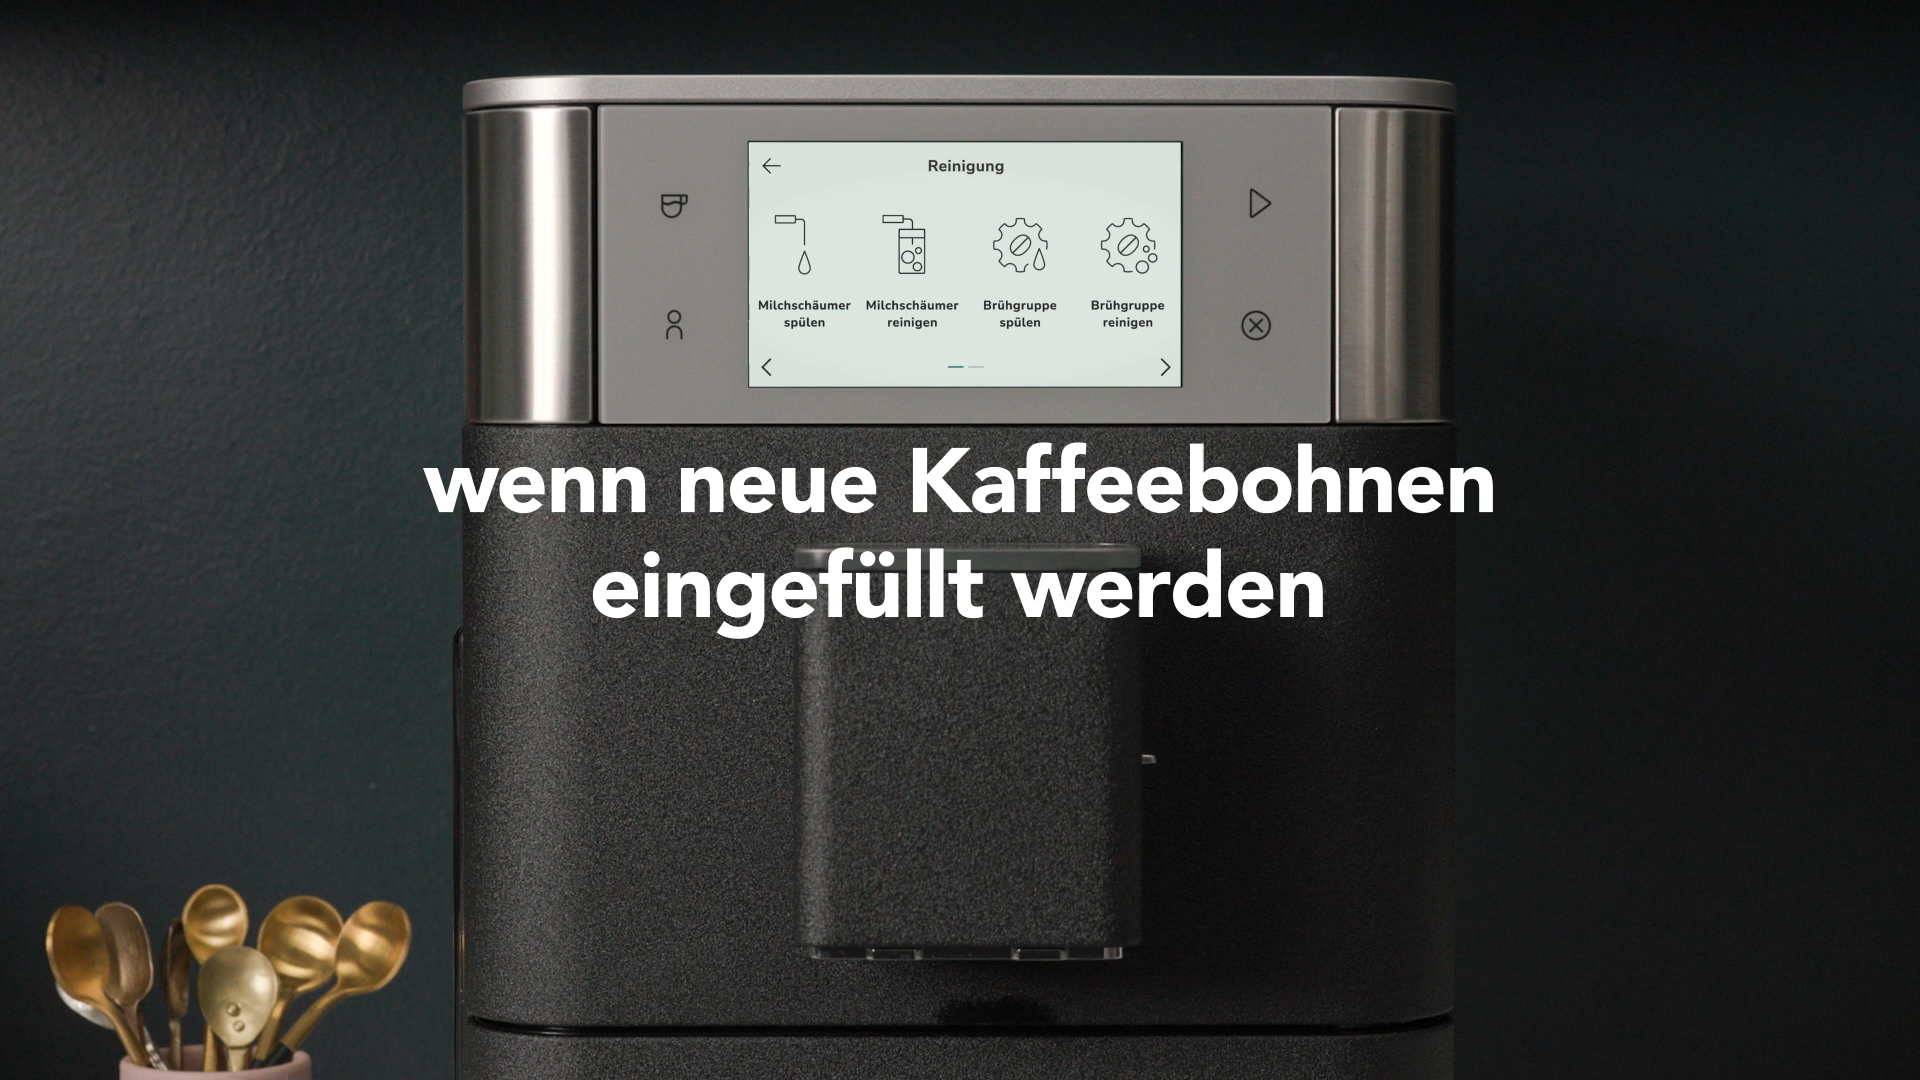 Reinigung
Milchschäumer spülen
Milchschäumer reinigen
Brühgruppe spülen
Brühgruppe reinigen
wenn neue Kaffeebohnen
eingefüllt werden